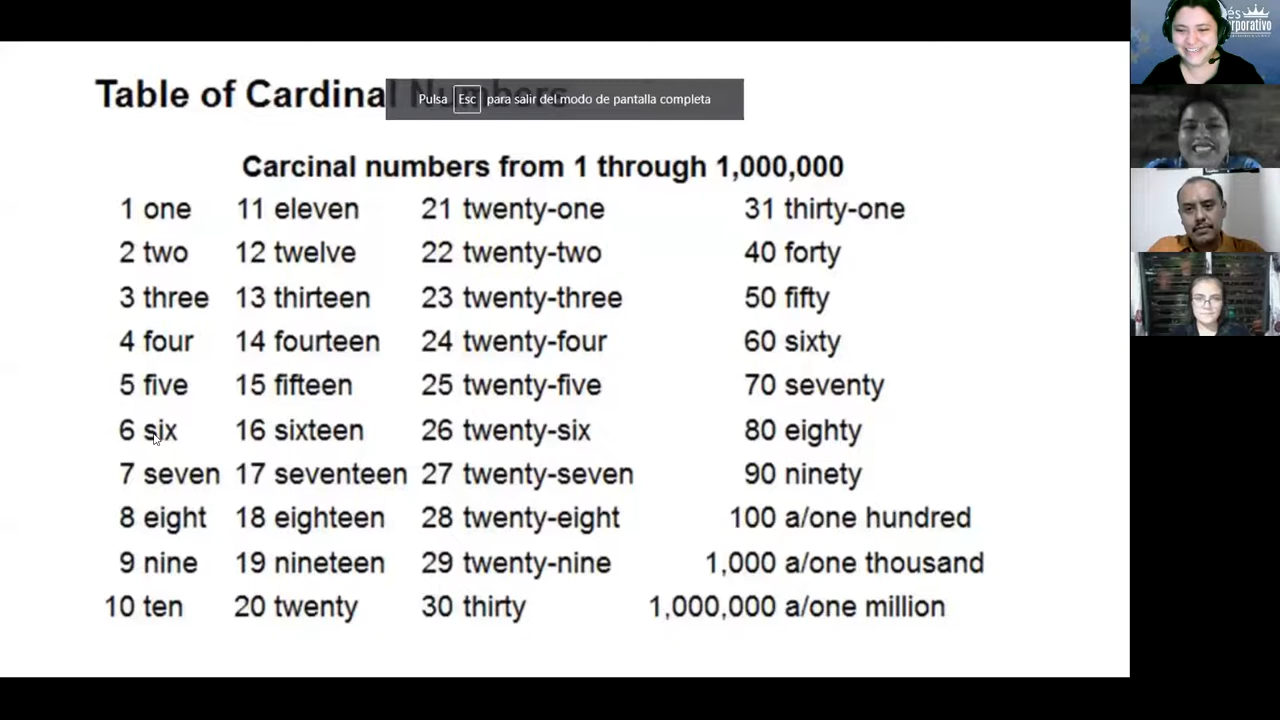 Table of Cardinal Numbers
Pulsa Esc para salir del modo de pantalla completa
Carcinal numbers from 1 through 1,000,000
1 one 11 eleven 21 twenty-one 31 thirty-one
2 two 12 twelve 22 twenty-two 40 forty
3 three 13 thirteen 23 twenty-three 50 fifty
4 four 14 fourteen 24 twenty-four 60 sixty
5 five 15 fifteen 25 twenty-five 70 seventy
6 six 16 sixteen 26 twenty-six 80 eighty
7 seven 17 seventeen 27 twenty-seven 90 ninety
8 eight 18 eighteen 28 twenty-eight 100 a/one hundred
9 nine 19 nineteen 29 twenty-nine 1,000 a/one thousand
10 ten 20 twenty 30 thirty 1,000,000 a/one million